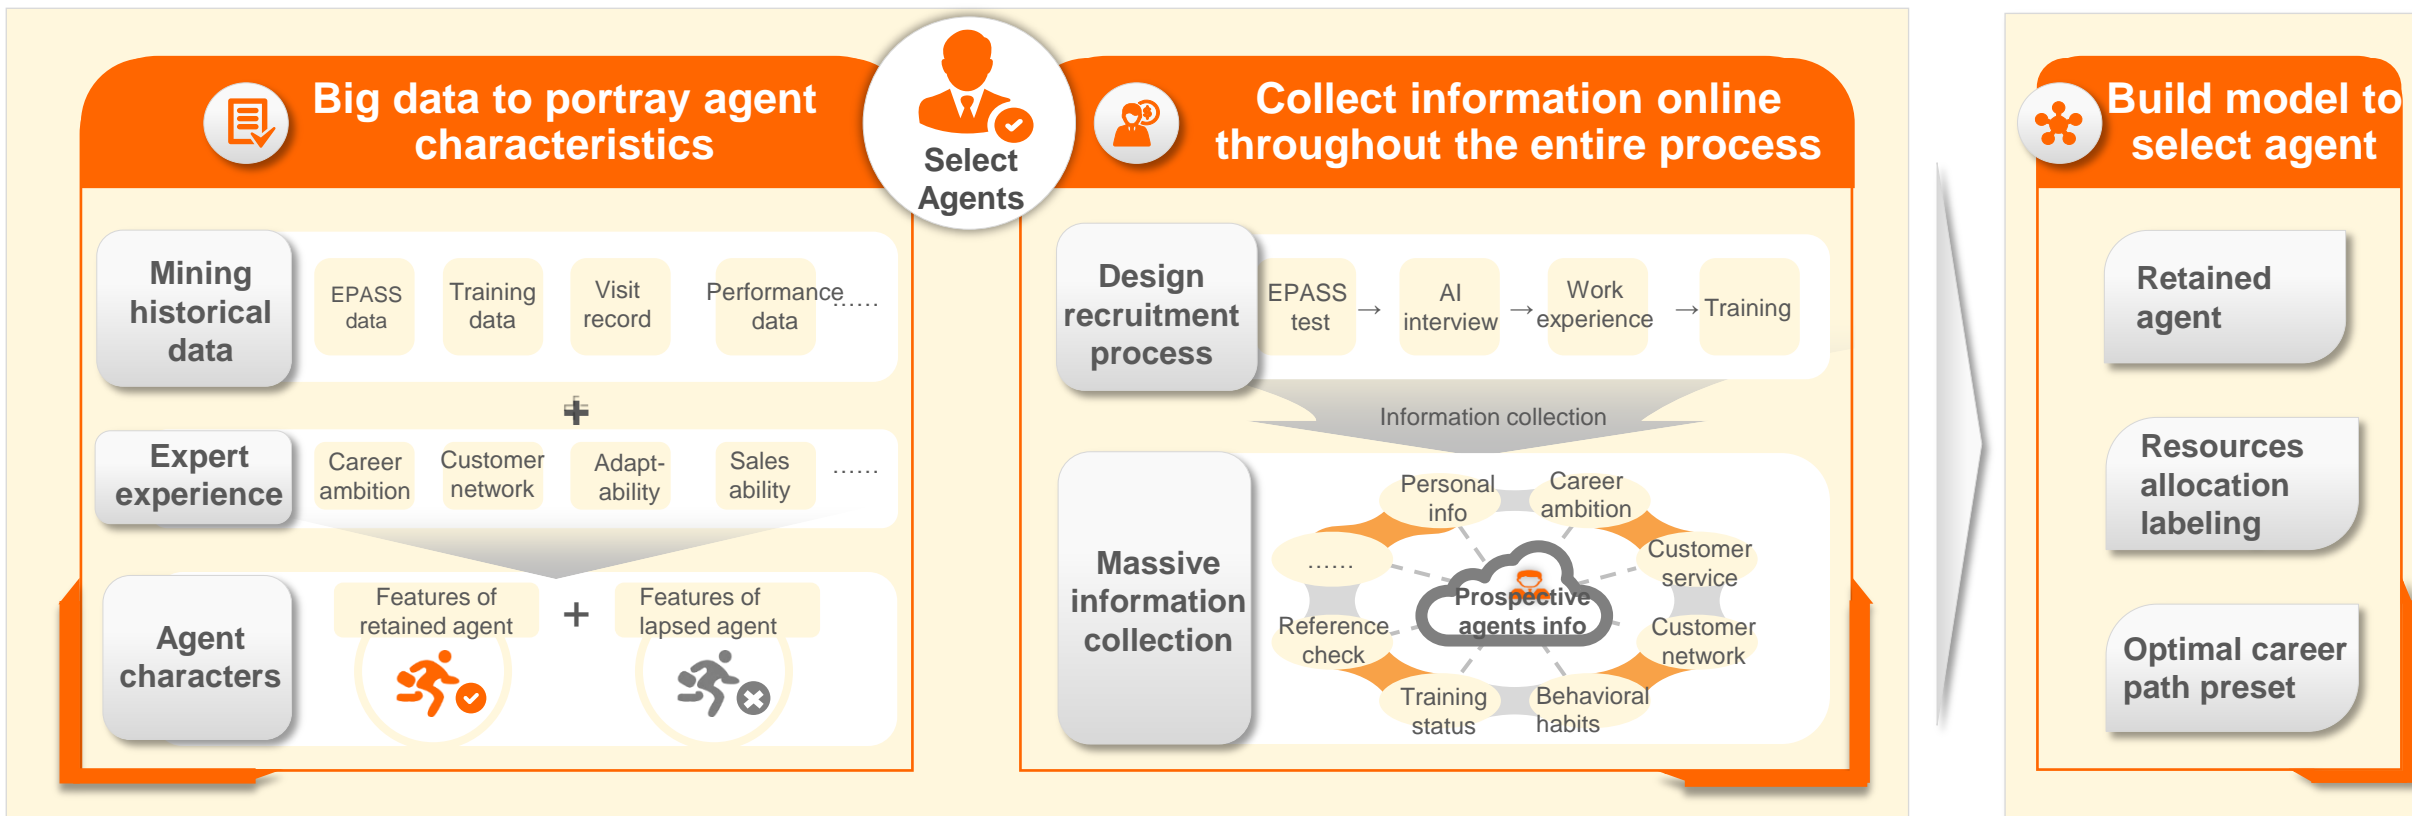 Big data to portray agent
characteristics
Select
Agents
Collect information online
throughout the entire process
Build model to
select agent
Mining
historical
data
EPASS
data
Training
data
Visit
record
Performance
data
......
Expert
experience
Career
ambition
Customer
network
Adapt-
ability
Sales
ability
......
Agent
characters
Features of
retained agent
+
Features of
lapsed agent
Design
recruitment
process
EPASS
test
→
AI
interview
→
Work
experience
→
Training
Information collection
Massive
information
collection
Personal
info
Career
ambition
......
Customer
service
Prospective
agents info
Reference
check
Customer
network
Training
status
Behavioral
habits
Retained
agent
Resources
allocation
labeling
Optimal career
path preset